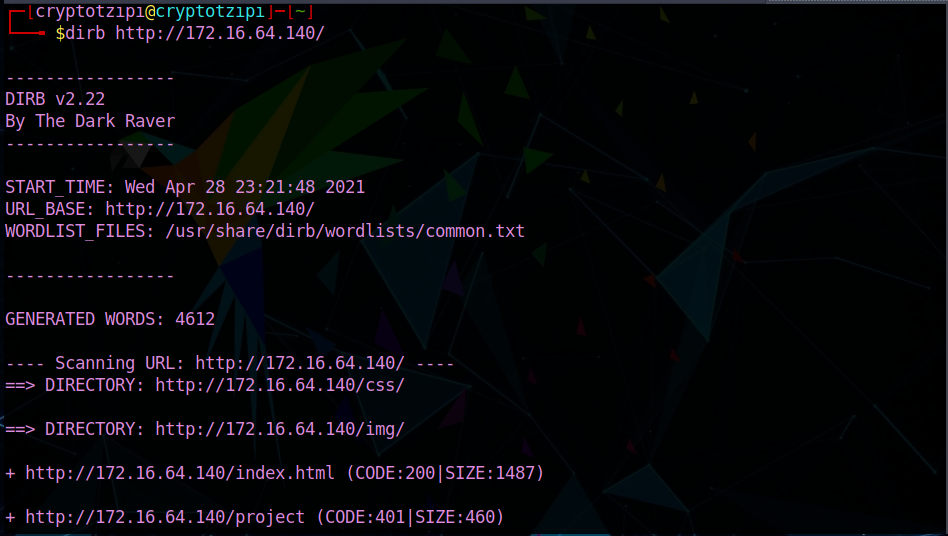 ┌─[cryptotzipi@cryptotzipi]─[~]
└──╼ $dirb http://172.16.64.140/
-----------------
DIRB v2.22
By The Dark Raver
-----------------
START_TIME: Wed Apr 28 23:21:48 2021
URL_BASE: http://172.16.64.140/
WORDLIST_FILES: /usr/share/dirb/wordlists/common.txt
-----------------
GENERATED WORDS: 4612
---- Scanning URL: http://172.16.64.140/ ----
==> DIRECTORY: http://172.16.64.140/css/
==> DIRECTORY: http://172.16.64.140/img/
+ http://172.16.64.140/index.html (CODE:200|SIZE:1487)
+ http://172.16.64.140/project (CODE:401|SIZE:460)